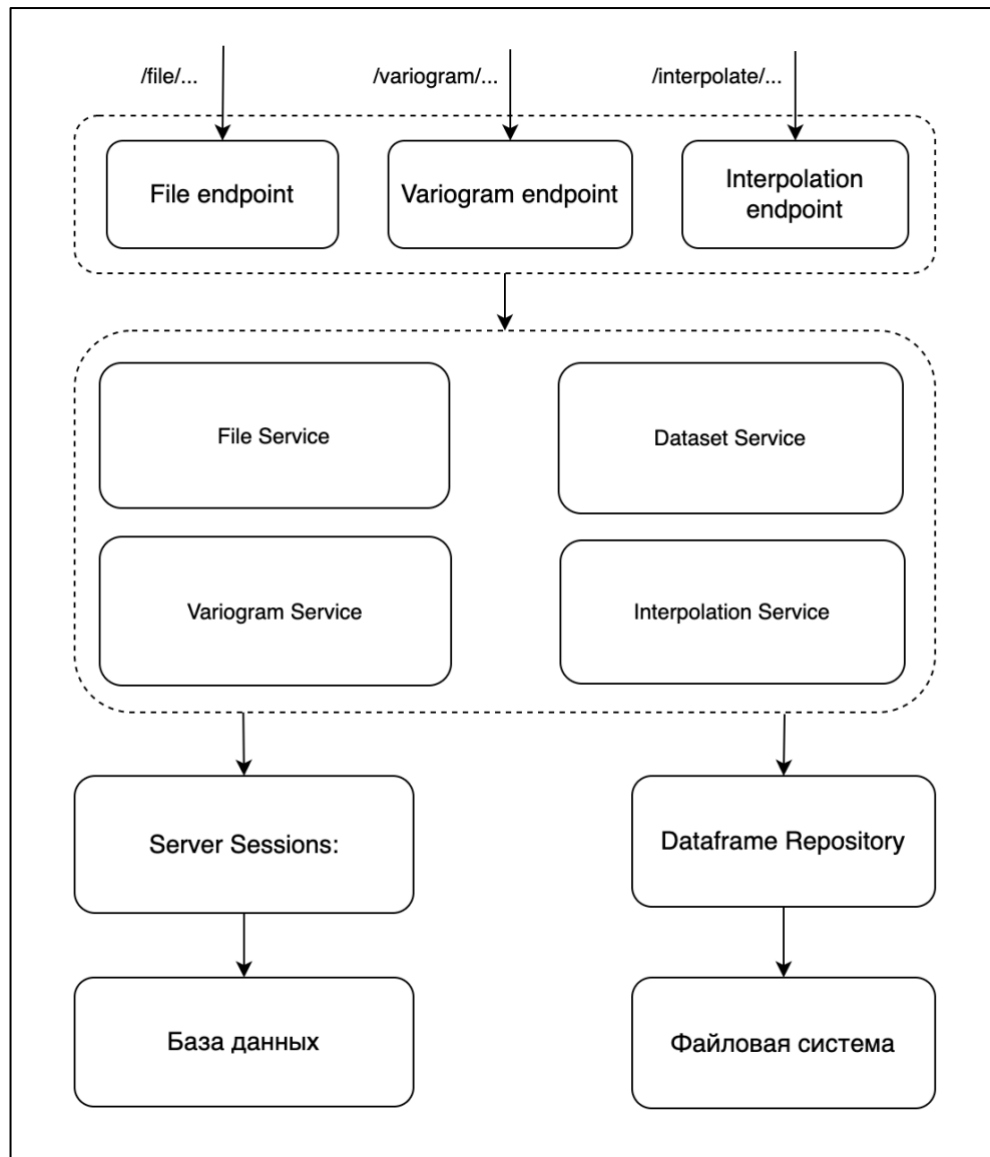 /file/...
/variogram/...
/interpolate/...
File endpoint
Variogram endpoint
Interpolation
endpoint
File Service
Dataset Service
Variogram Service
Interpolation Service
Server Sessions:
Dataframe Repository
База данных
Файловая система